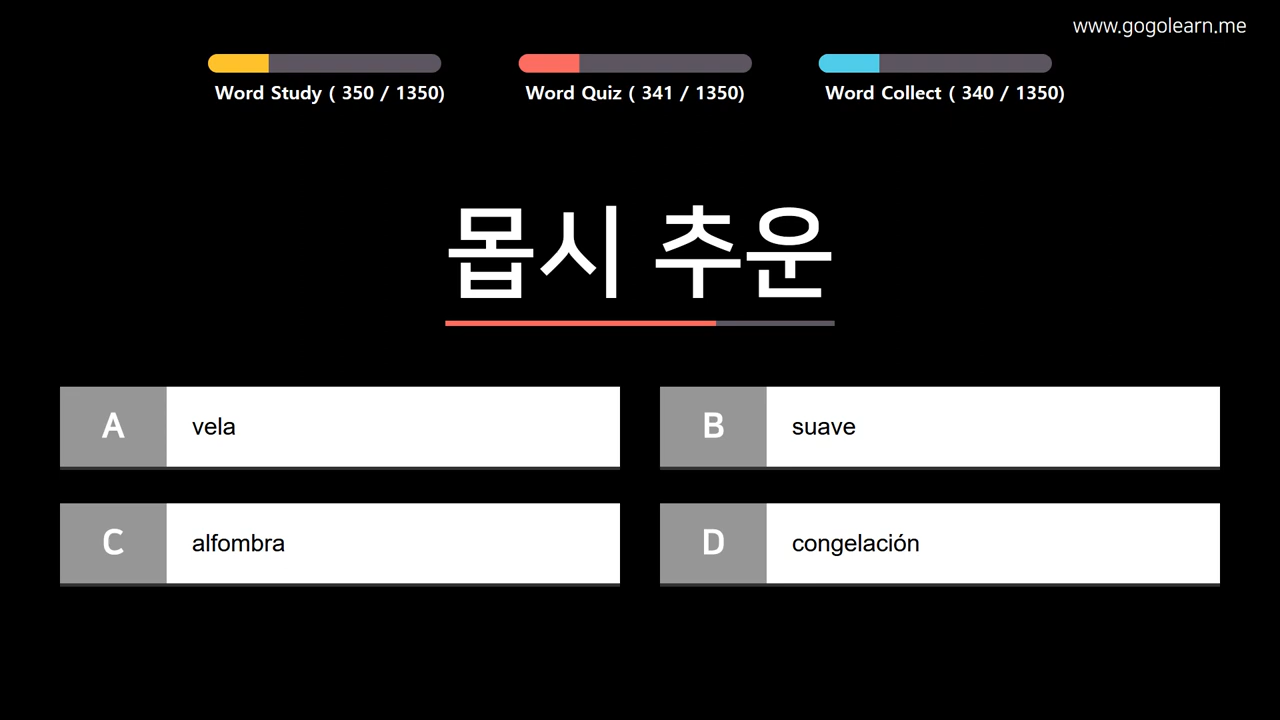 www.gogolearn.me
Word Study ( 350 / 1350)
Word Quiz ( 341 / 1350)
Word Collect ( 340 / 1350)
몹시 추운
A vela
B suave
C alfombra
D congelación